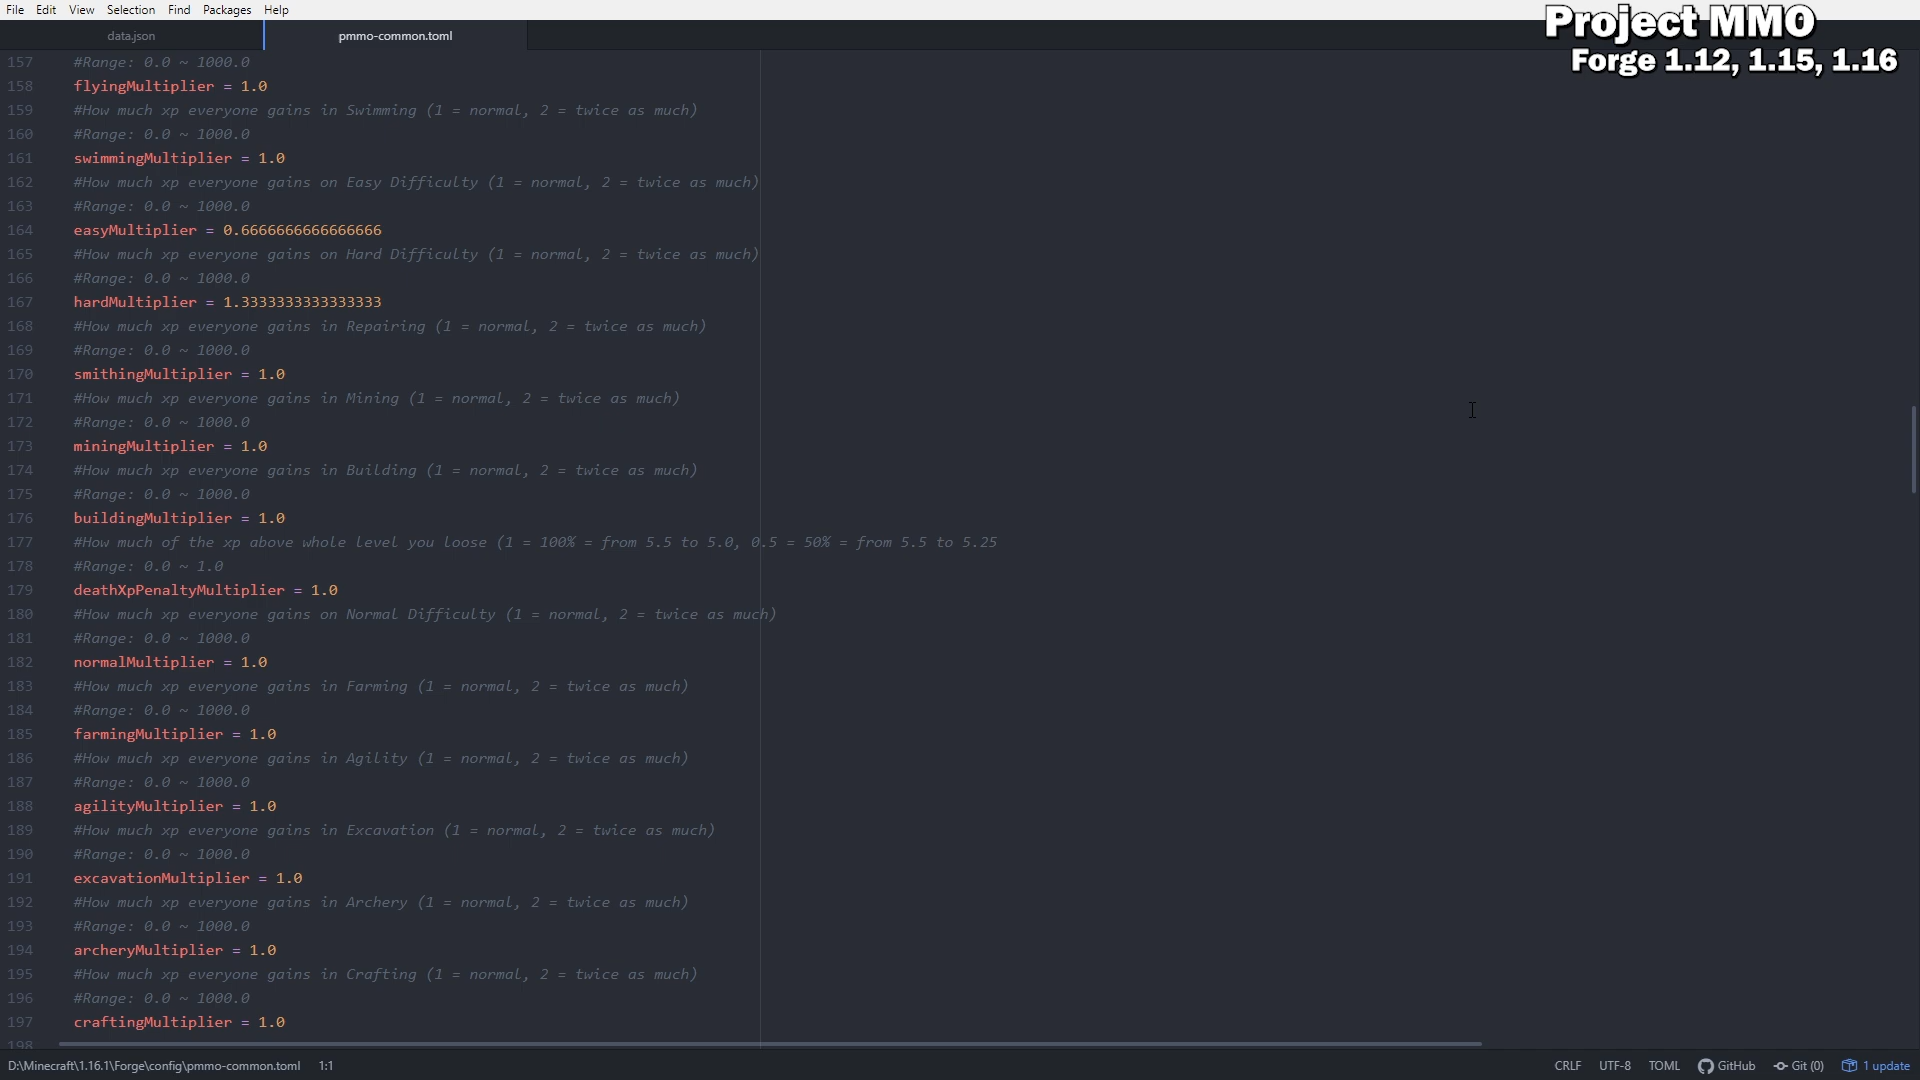 File Edit View Selection Find Packages Help
Project MMO
Forge 1.12, 1.15, 1.16
data.json pmmo-common.toml
157 #Range: 0.0 ~ 1000.0
158 flyingMultiplier = 1.0
159 #How much xp everyone gains in Swimming (1 = normal, 2 = twice as much)
160 #Range: 0.0 ~ 1000.0
161 swimmingMultiplier = 1.0
162 #How much xp everyone gains on Easy Difficulty (1 = normal, 2 = twice as much)
163 #Range: 0.0 ~ 1000.0
164 easyMultiplier = 0.6666666666666666
165 #How much xp everyone gains on Hard Difficulty (1 = normal, 2 = twice as much)
166 #Range: 0.0 ~ 1000.0
167 hardMultiplier = 1.3333333333333333
168 #How much xp everyone gains in Repairing (1 = normal, 2 = twice as much)
169 #Range: 0.0 ~ 1000.0
170 smithingMultiplier = 1.0
171 #How much xp everyone gains in Mining (1 = normal, 2 = twice as much)
172 #Range: 0.0 ~ 1000.0
173 miningMultiplier = 1.0
174 #How much xp everyone gains in Building (1 = normal, 2 = twice as much)
175 #Range: 0.0 ~ 1000.0
176 buildingMultiplier = 1.0
177 #How much of the xp above whole level you loose (1 = 100% = from 5.5 to 5.0, 0.5 = 50% = from 5.5 to 5.25
178 #Range: 0.0 ~ 1.0
179 deathXpPenaltyMultiplier = 1.0
180 #How much xp everyone gains on Normal Difficulty (1 = normal, 2 = twice as much)
181 #Range: 0.0 ~ 1000.0
182 normalMultiplier = 1.0
183 #How much xp everyone gains in Farming (1 = normal, 2 = twice as much)
184 #Range: 0.0 ~ 1000.0
185 farmingMultiplier = 1.0
186 #How much xp everyone gains in Agility (1 = normal, 2 = twice as much)
187 #Range: 0.0 ~ 1000.0
188 agilityMultiplier = 1.0
189 #How much xp everyone gains in Excavation (1 = normal, 2 = twice as much)
190 #Range: 0.0 ~ 1000.0
191 excavationMultiplier = 1.0
192 #How much xp everyone gains in Archery (1 = normal, 2 = twice as much)
193 #Range: 0.0 ~ 1000.0
194 archeryMultiplier = 1.0
195 #How much xp everyone gains in Crafting (1 = normal, 2 = twice as much)
196 #Range: 0.0 ~ 1000.0
197 craftingMultiplier = 1.0
198
D:\Minecraft\1.16.1\Forge\config\pmmo-common.toml 1:1 CRLF UTF-8 TOML GitHub Git (0) 1 update